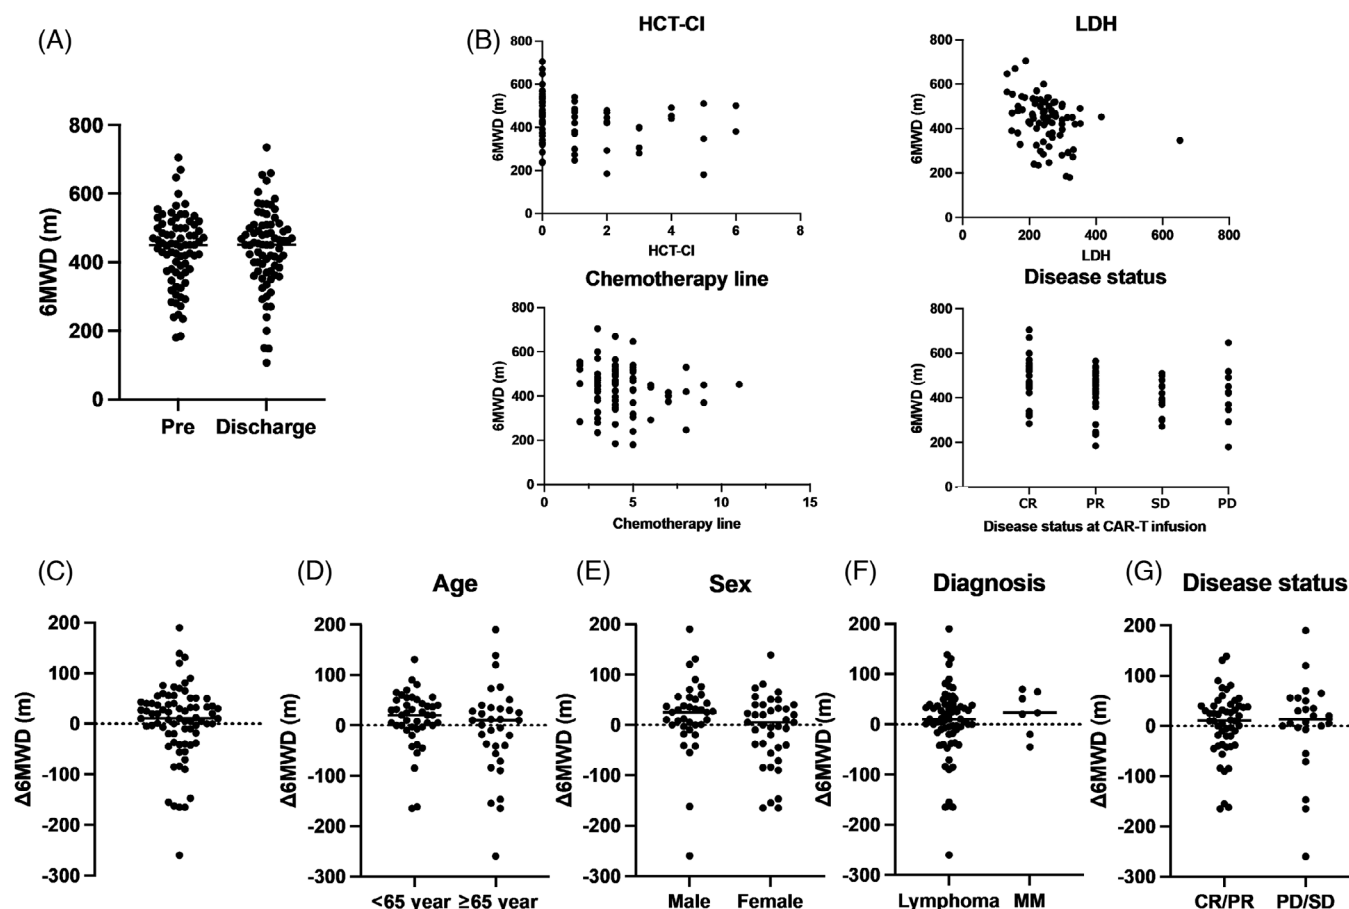 (A)
6MWD (m)
800
600
400
200
0
Pre Discharge
(B)
HCT-CI
6MWD (m)
800
600
400
200
0
0 2 4 6 8
HCT-CI
LDH
6MWD (m)
800
600
400
200
0
0 200 400 600 800
LDH
Chemotherapy line
6MWD (m)
800
600
400
200
0
0 5 10 15
Chemotherapy line
Disease status
6MWD (m)
800
600
400
200
0
CR PR SD PD
Disease status at CAR-T infusion
(C)
Δ6MWD (m)
200
100
0
-100
-200
-300
(D)
Age
Δ6MWD (m)
200
100
0
-100
-200
-300
<65 year ≥65 year
(E)
Sex
Δ6MWD (m)
200
100
0
-100
-200
-300
Male Female
(F)
Diagnosis
Δ6MWD (m)
200
100
0
-100
-200
-300
Lymphoma MM
(G)
Disease status
Δ6MWD (m)
200
100
0
-100
-200
-300
CR/PR PD/SD